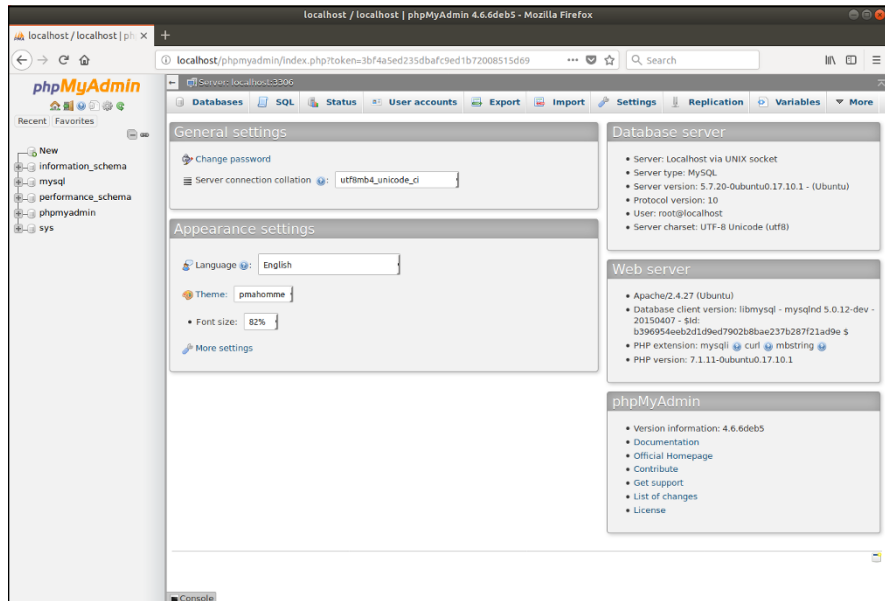 localhost / localhost | phpMyAdmin 4.6.6deb5 - Mozilla Firefox
localhost / localhost | ph
localhost/phpmyadmin/index.php?token=3bf4a5ed235dbafc9ed1b72008515d69
Search
phpMyAdmin
Recent Favorites
New
information_schema
mysql
performance_schema
phpmyadmin
sys
Server: localhost:3306
Databases SQL Status User accounts Export Import Settings Replication Variables More
General settings
Change password
Server connection collation : utf8mb4_unicode_ci
Appearance settings
Language : English
Theme: pmahomme
• Font size: 82%
More settings
Database server
• Server: Localhost via UNIX socket
• Server type: MySQL
• Server version: 5.7.20-0ubuntu0.17.10.1 - (Ubuntu)
• Protocol version: 10
• User: root@localhost
• Server charset: UTF-8 Unicode (utf8)
Web server
• Apache/2.4.27 (Ubuntu)
• Database client version: libmysql - mysqlnd 5.0.12-dev -
20150407 - $Id:
b396954eeb2d1d9ed7902b8bae237b287f21ad9e $
• PHP extension: mysqli curl mbstring
• PHP version: 7.1.11-0ubuntu0.17.10.1
phpMyAdmin
• Version information: 4.6.6deb5
• Documentation
• Official Homepage
• Contribute
• Get support
• List of changes
• License
Console